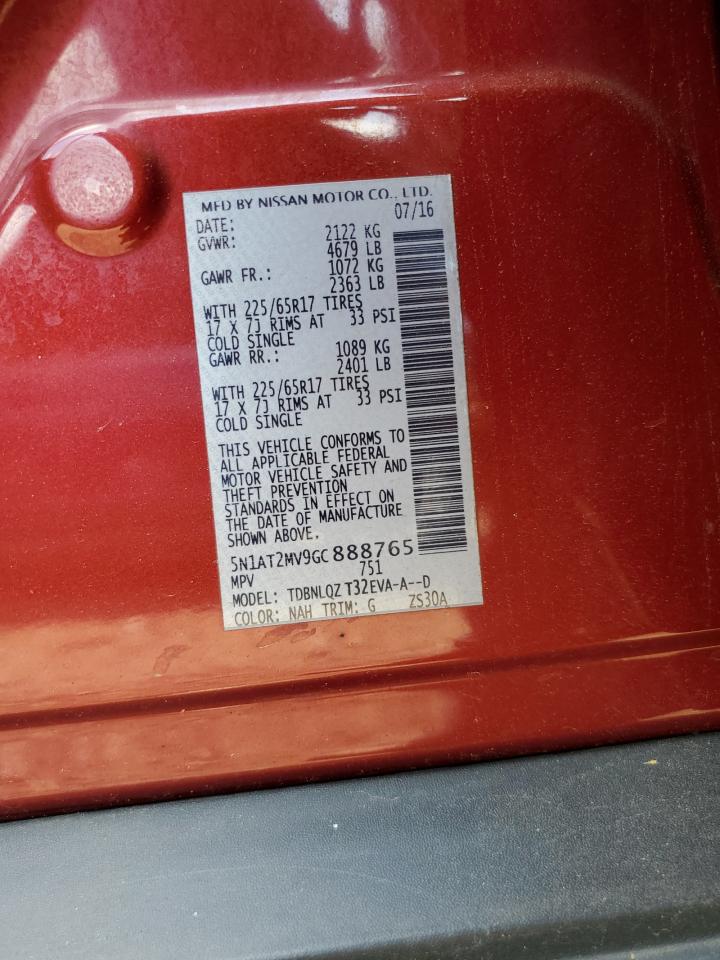 MFD BY NISSAN MOTOR CO., LTD.
DATE: 07/16
GVWR: 2122 KG
4679 LB
GAWR FR.: 1072 KG
2363 LB
WITH 225/65R17 TIRES
17 X 7J RIMS AT 33 PSI
COLD SINGLE
GAWR RR.: 1089 KG
2401 LB
WITH 225/65R17 TIRES
17 X 7J RIMS AT 33 PSI
COLD SINGLE
THIS VEHICLE CONFORMS TO
ALL APPLICABLE FEDERAL
MOTOR VEHICLE SAFETY AND
THEFT PREVENTION
STANDARDS IN EFFECT ON
THE DATE OF MANUFACTURE
SHOWN ABOVE.
5N1AT2MV9GC888765
MPV 751
MODEL: TDBNLQZ T32EVA-A--D
COLOR: NAH TRIM: G ZS30A